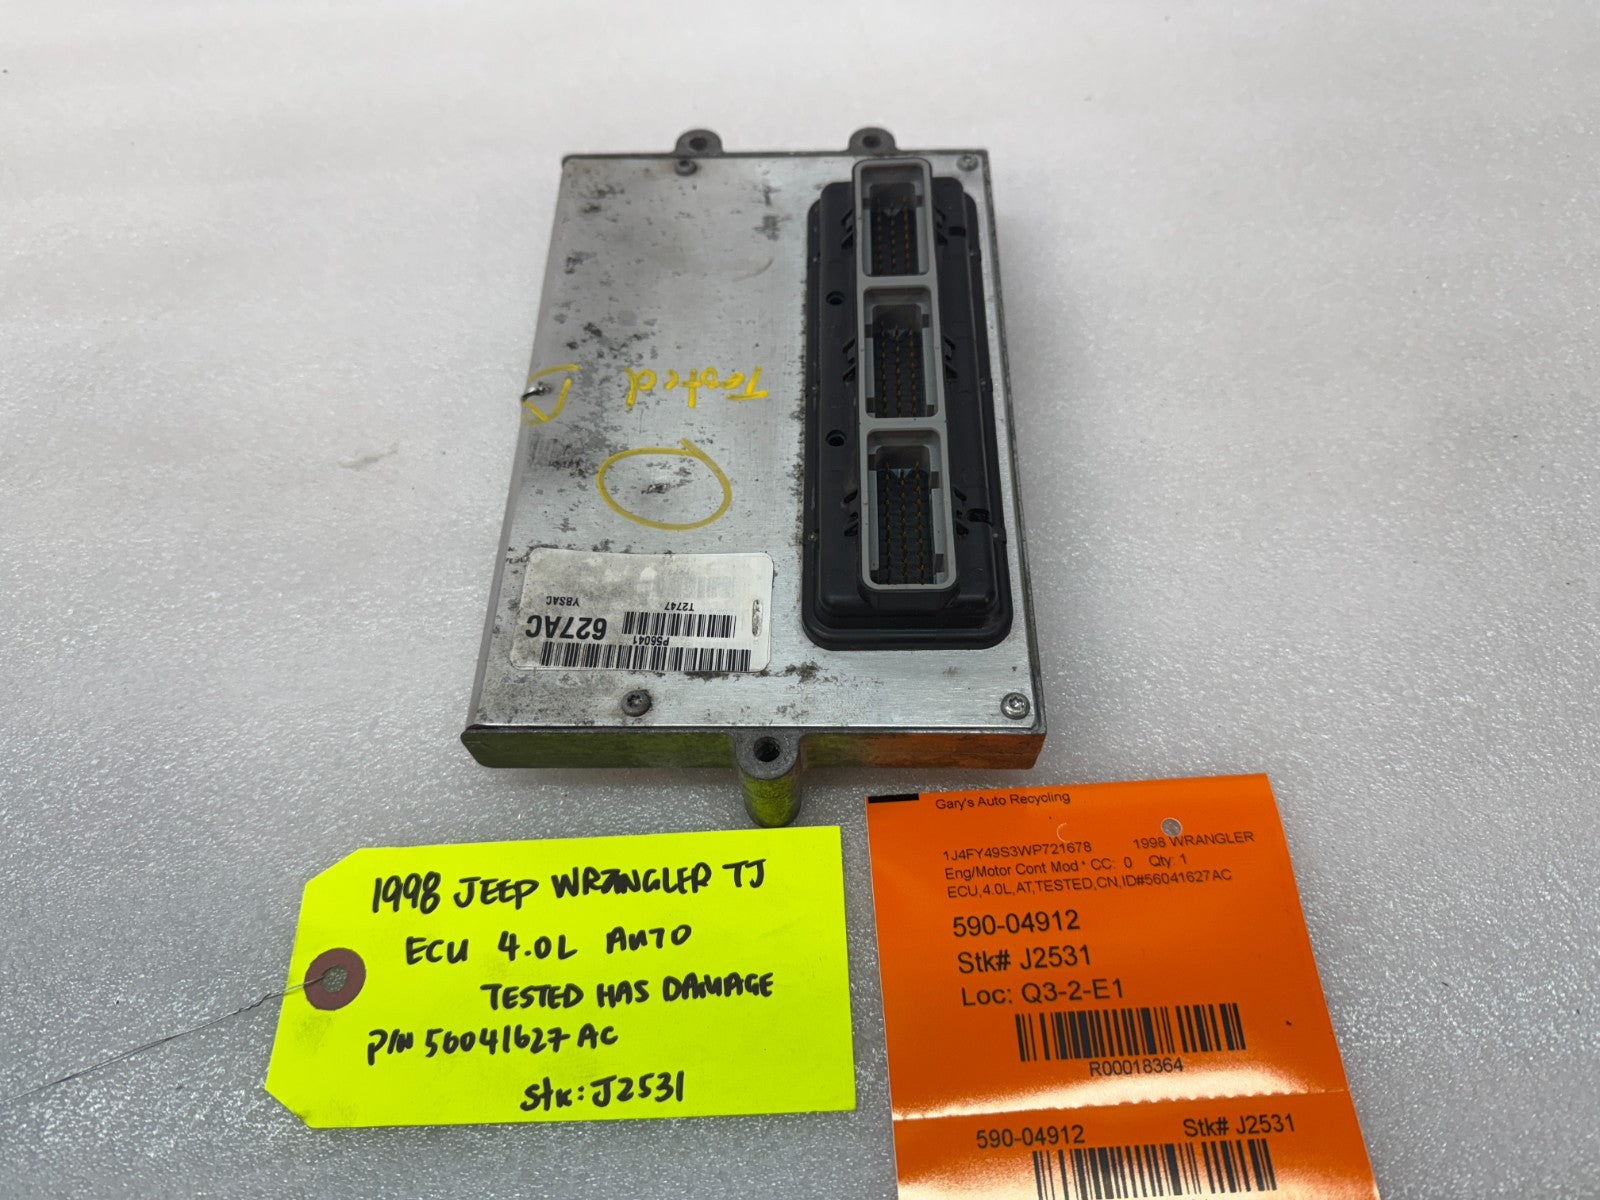 Tested
627AC
P56041
T2747
YBSAC
1998 JEEP WRANGLER TJ
ECU 4.0L AUTO
TESTED HAS DAMAGE
P/N 56041627AC
Stk: J2531
Gary's Auto Recycling
1J4FY49S3WP721678 1998 WRANGLER
Eng/Motor Cont Mod * CC: 0 Qty: 1
ECU,4.0L,AT,TESTED,CN,ID#56041627AC
590-04912
Stk# J2531
Loc: Q3-2-E1
R00018364
590-04912 Stk# J2531